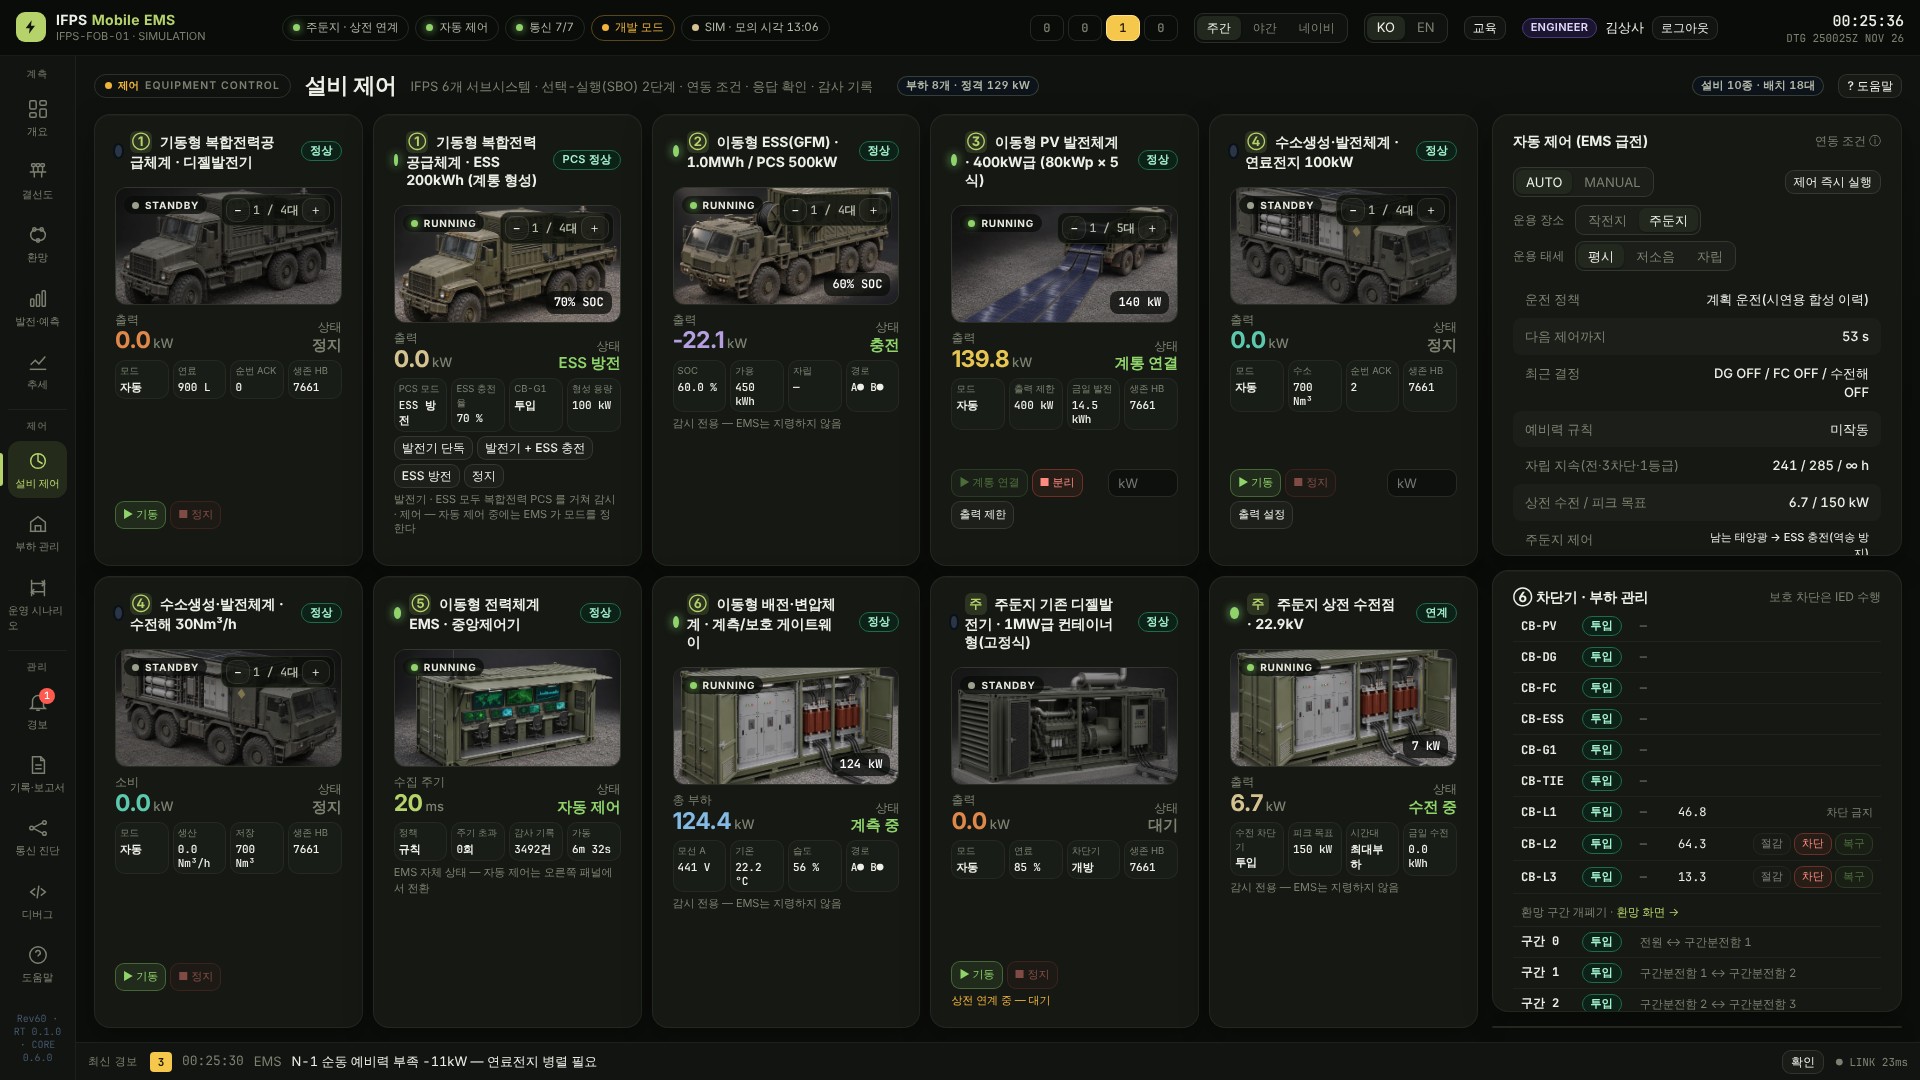 IFPS Mobile EMS
IFPS-FOB-01 · SIMULATION
주둔지 · 상전 연계
자동 제어
통신 7/7
개발 모드
SIM · 모의 시각 13:06
0
0
1
0
주간
야간
네이비
KO
EN
교육
ENGINEER
김상사
로그아웃
00:25:36
DTG 250025Z NOV 26
계측
개요
결선도
환망
발전·예측
추세
제어
설비 제어
부하 관리
운영 시나리
오
관리
1
경보
기록·보고서
통신 진단
디버그
도움말
Rev60 ·
RT 0.1.0
· CORE
0.6.0
제어 EQUIPMENT CONTROL
설비 제어
IFPS 6개 서브시스템 · 선택-실행(SBO) 2단계 · 연동 조건 · 응답 확인 · 감사 기록
부하 8개 · 정격 129 kW
설비 10종 · 배치 18대
? 도움말
① 기동형 복합전력공
급체계 · 디젤발전기
정상
STANDBY
− 1 / 4대 +
출력
0.0 kW
상태
정지
모드
자동
연료
900 L
순번 ACK
0
생존 HB
7661
▶ 기동
■ 정지
① 기동형 복합전력
공급체계 · ESS
200kWh (계통 형성)
PCS 정상
RUNNING
− 1 / 4대 +
70% SOC
출력
0.0 kW
상태
ESS 방전
PCS 모드
ESS 방
전
ESS 충전
율
70 %
CB-G1
투입
형성 용량
100 kW
발전기 단독
발전기 + ESS 충전
ESS 방전
정지
발전기 · ESS 모두 복합전력 PCS 를 거쳐 감시
· 제어 — 자동 제어 중에는 EMS 가 모드를 정
한다
② 이동형 ESS(GFM) ·
1.0MWh / PCS 500kW
정상
RUNNING
− 1 / 4대 +
60% SOC
출력
-22.1 kW
상태
충전
SOC
60.0 %
가용
450
kWh
자립
—
경로
A● B●
감시 전용 — EMS는 지령하지 않음
③ 이동형 PV 발전체계
· 400kW급 (80kWp × 5
식)
정상
RUNNING
− 1 / 5대 +
140 kW
출력
139.8 kW
상태
계통 연결
모드
자동
출력 제한
400 kW
금일 발전
14.5
kWh
생존 HB
7661
▶ 계통 연결
■ 분리
kW
출력 제한
④ 수소생성·발전체계 ·
연료전지 100kW
정상
STANDBY
− 1 / 4대 +
출력
0.0 kW
상태
정지
모드
자동
수소
700
Nm³
순번 ACK
2
생존 HB
7661
▶ 기동
■ 정지
kW
출력 설정
④ 수소생성·발전체계 ·
수전해 30Nm³/h
정상
STANDBY
− 1 / 4대 +
소비
0.0 kW
상태
정지
모드
자동
생산
0.0
Nm³/h
저장
700
Nm³
생존 HB
7661
▶ 기동
■ 정지
⑤ 이동형 전력체계
EMS · 중앙제어기
정상
RUNNING
수집 주기
20 ms
상태
자동 제어
정책
규칙
주기 초과
0회
감사 기록
3492건
가동
6m 32s
EMS 자체 상태 — 자동 제어는 오른쪽 패널에
서 전환
⑥ 이동형 배전·변압체
계 · 계측/보호 게이트웨
이
정상
RUNNING
124 kW
총 부하
124.4 kW
상태
계측 중
모선 A
441 V
기온
22.2
°C
습도
56 %
경로
A● B●
감시 전용 — EMS는 지령하지 않음
주 주둔지 기존 디젤발
전기 · 1MW급 컨테이너
형(고정식)
정상
STANDBY
출력
0.0 kW
상태
대기
모드
자동
연료
85 %
차단기
개방
생존 HB
7661
▶ 기동
■ 정지
상전 연계 중 — 대기
주 주둔지 상전 수전점
· 22.9kV
연계
RUNNING
7 kW
출력
6.7 kW
상태
수전 중
수전 차단
기
투입
피크 목표
150 kW
시간대
최대부
하
금일 수전
0.0
kWh
감시 전용 — EMS는 지령하지 않음
자동 제어 (EMS 급전)
연동 조건 ⓘ
AUTO
MANUAL
제어 즉시 실행
운용 장소
작전지
주둔지
운용 태세
평시
저소음
자립
운전 정책
계획 운전(시연용 합성 이력)
다음 제어까지
53 s
최근 결정
DG OFF / FC OFF / 수전해
OFF
예비력 규칙
미작동
자립 지속(전·3차단·1등급)
241 / 285 / ∞ h
상전 수전 / 피크 목표
6.7 / 150 kW
주둔지 제어
남는 태양광 → ESS 충전(역송 방
지)
⑥ 차단기 · 부하 관리
보호 차단은 IED 수행
CB-PV 투입 —
CB-DG 투입 —
CB-FC 투입 —
CB-ESS 투입 —
CB-G1 투입 —
CB-TIE 투입 —
CB-L1 투입 — 46.8 차단 금지
CB-L2 투입 — 64.3 절감 차단 복구
CB-L3 투입 — 13.3 절감 차단 복구
환망 구간 개폐기 · 환망 화면 →
구간 0 투입 전원 ↔ 구간분전함 1
구간 1 투입 구간분전함 1 ↔ 구간분전함 2
구간 2 투입 구간분전함 2 ↔ 구간분전함 3
최신 경보
3
00:25:30
EMS
N-1 순동 예비력 부족 -11kW — 연료전지 병렬 필요
확인
LINK 23ms